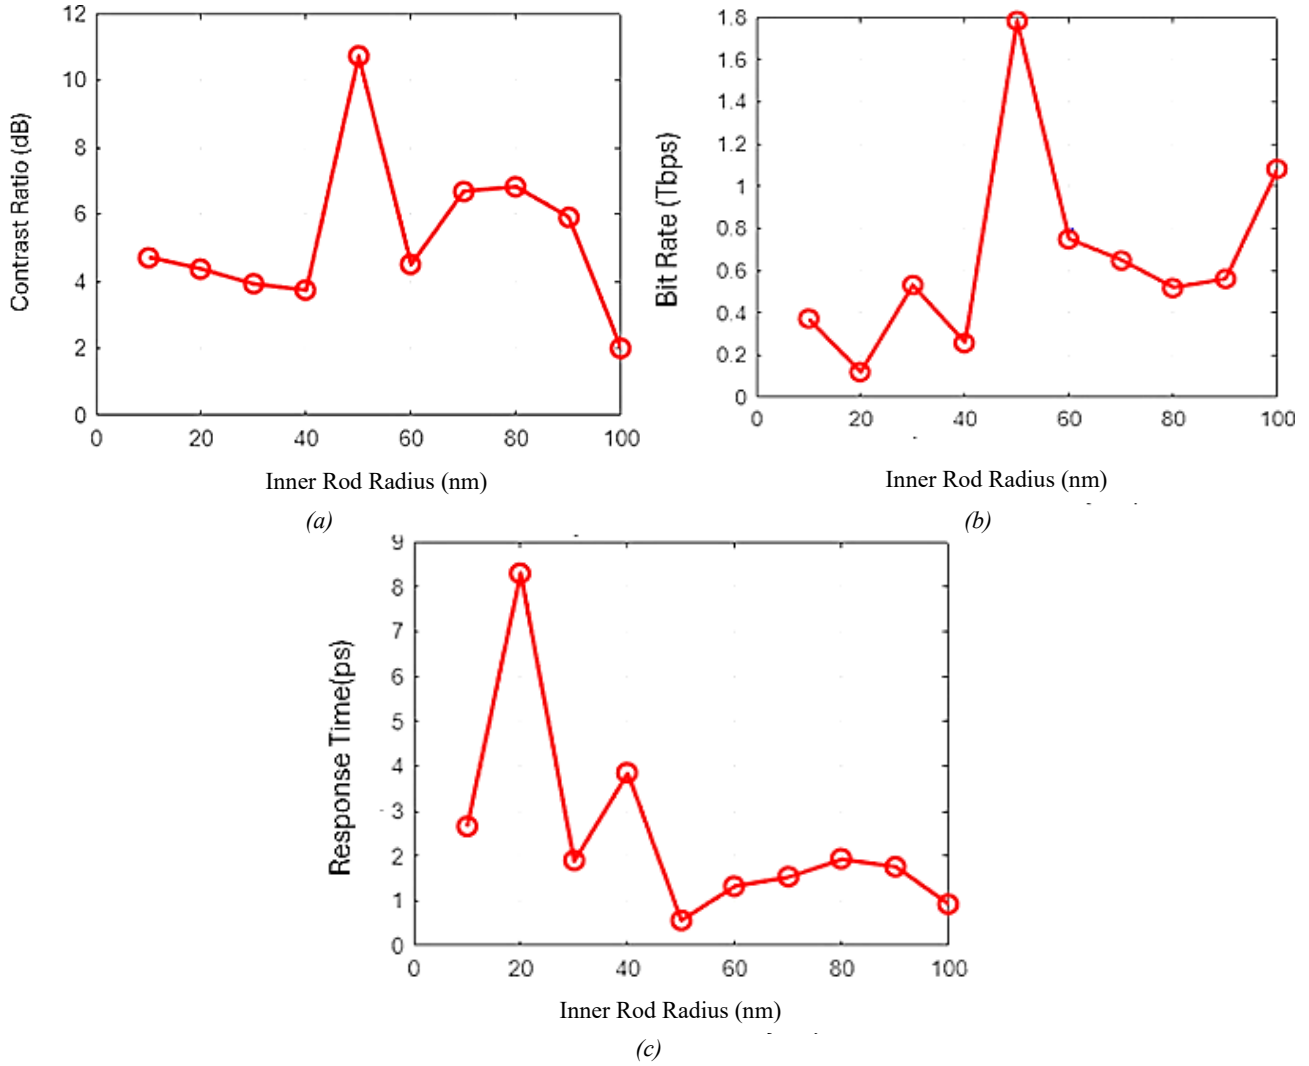 Contrast Ratio (dB)
12
10
8
6
4
2
0
0 20 40 60 80 100
Inner Rod Radius (nm)
(a)
Bit Rate (Tbps)
1.8
1.6
1.4
1.2
1
0.8
0.6
0.4
0.2
0
0 20 40 60 80 100
Inner Rod Radius (nm)
(b)
Response Time(ps)
9
8
7
6
5
4
3
2
1
0
0 20 40 60 80 100
Inner Rod Radius (nm)
(c)